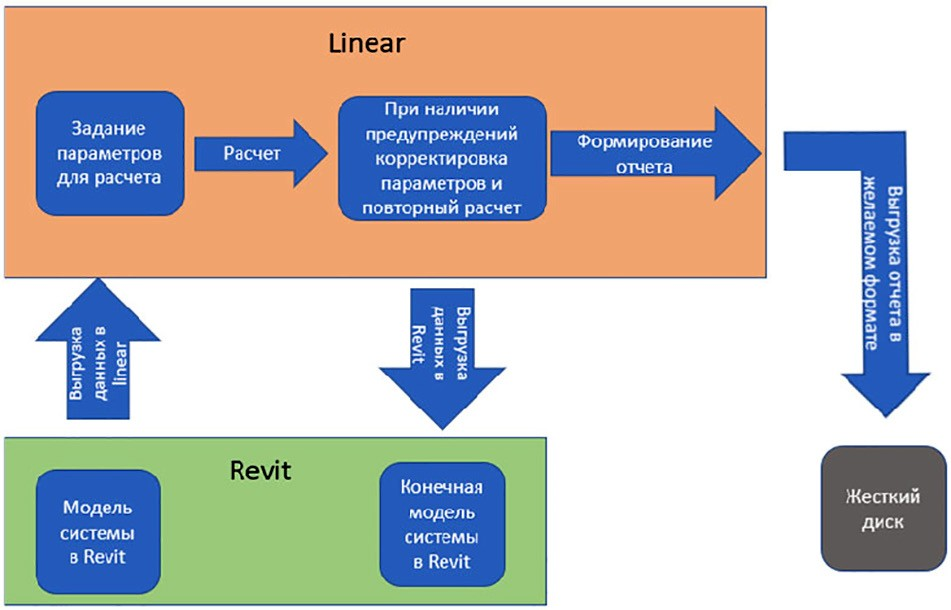 Linear
Задание
параметров
для расчета
Расчет
При наличии
предупреждений
корректировка
параметров и
повторный расчет
Формирование
отчета
Выгрузка отчета в
желаемом формате
Выгрузка
данных в
linear
Выгрузка
данных в
Revit
Revit
Модель
системы
в Revit
Конечная
модель
системы
в Revit
Жесткий
диск